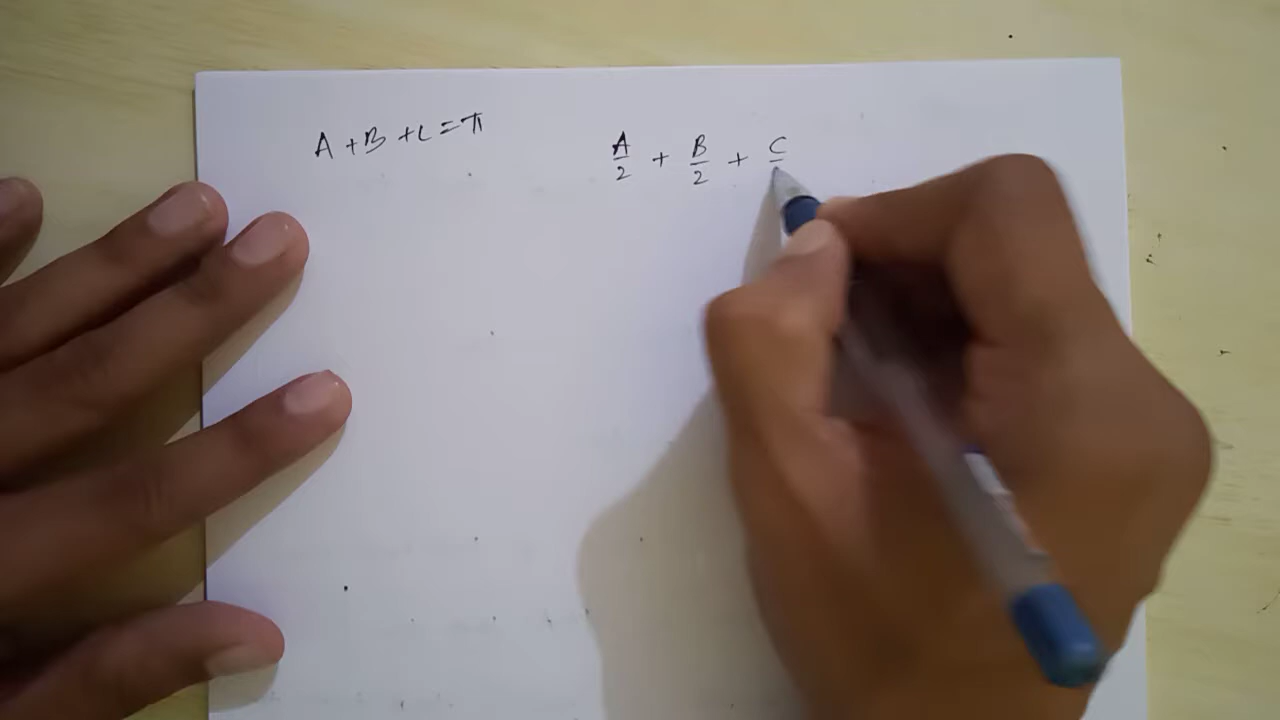 A + B + C = π
A/2 + B/2 + C/